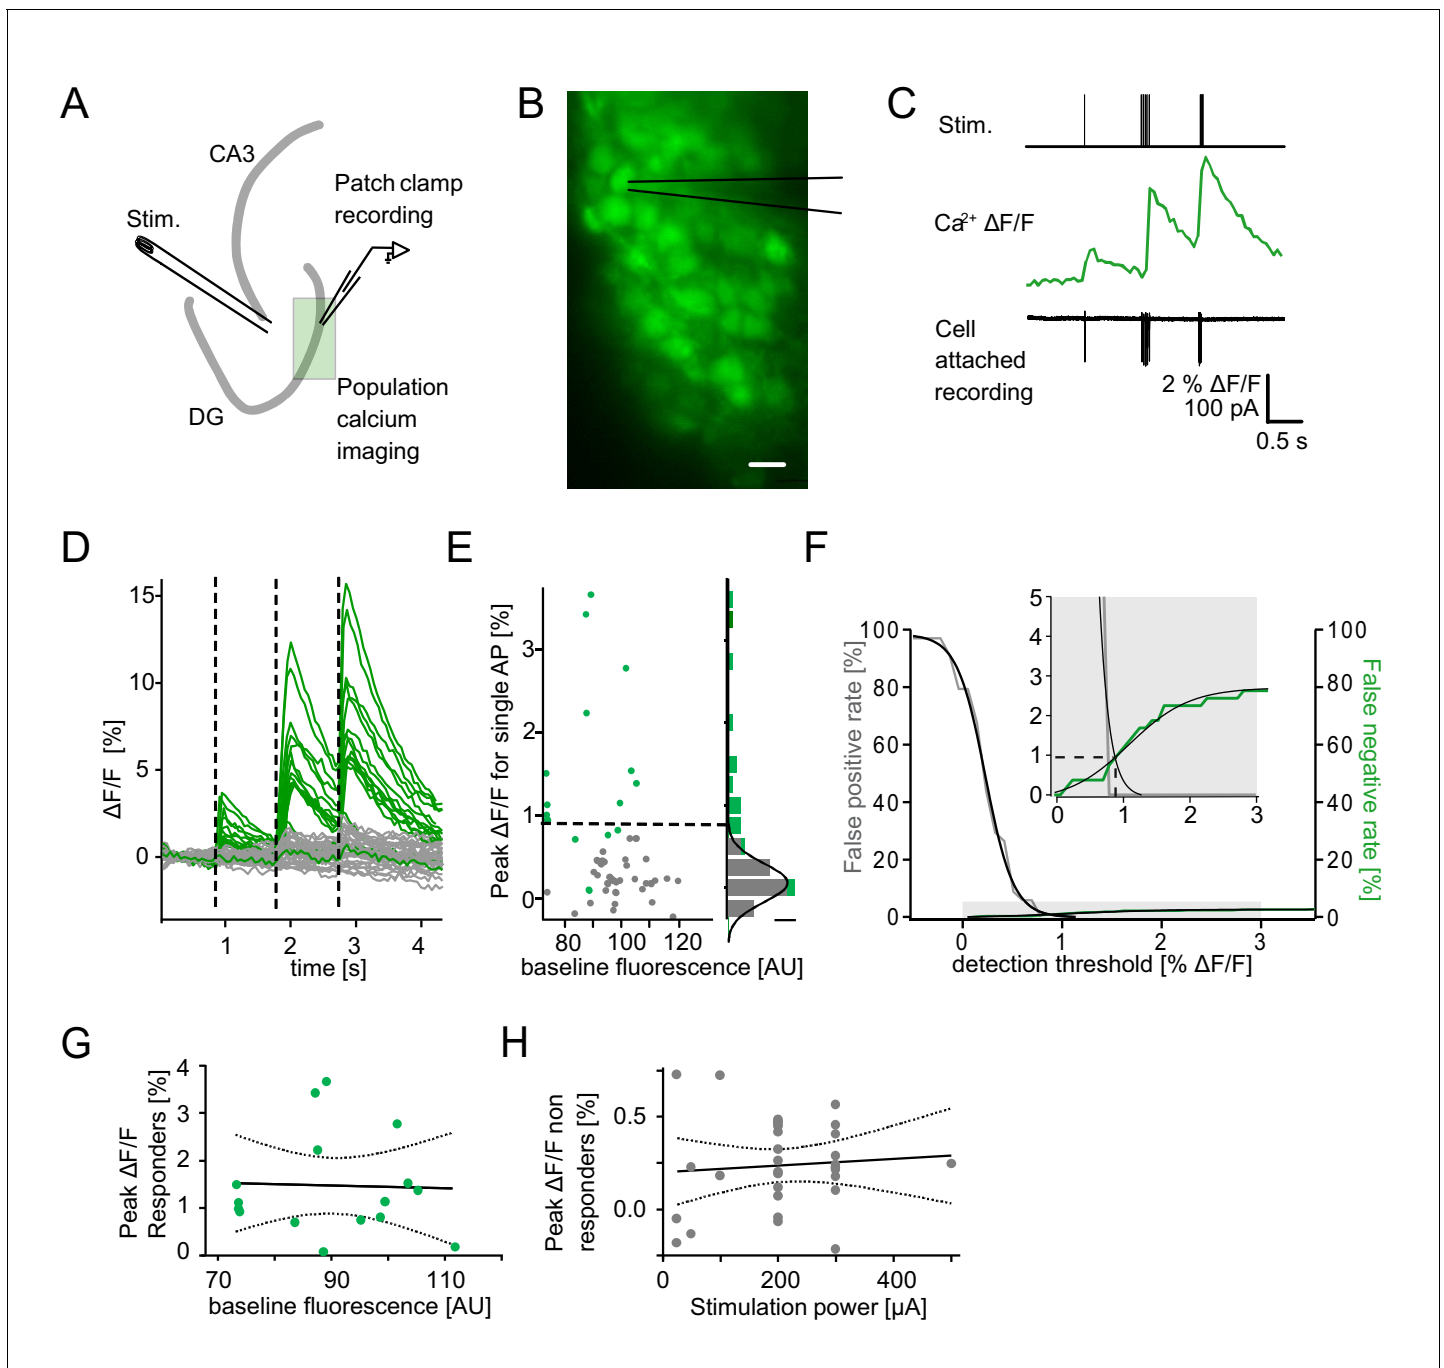 A
CA3
Stim.
Patch clamp
recording
DG
Population
calcium
imaging
B
C
Stim.
Ca2+ ΔF/F
Cell
attached
recording
2 % ΔF/F
100 pA
0.5 s
D
ΔF/F [%]
15
10
5
0
1 2 3 4
time [s]
E
Peak ΔF/F for single AP [%]
3
2
1
0
80 100 120
baseline fluorescence [AU]
F
False positive rate [%]
100
80
60
40
20
0
0 1 2 3
detection threshold [% ΔF/F]
5
4
3
2
1
0
0 1 2 3
100
80
60
40
20
0
False negative rate [%]
G
Peak ΔF/F
Responders [%]
4
3
2
1
0
70 90 110
baseline fluorescence [AU]
H
Peak ΔF/F non
responders [%]
0.5
0.0
0 200 400
Stimulation power [µA]